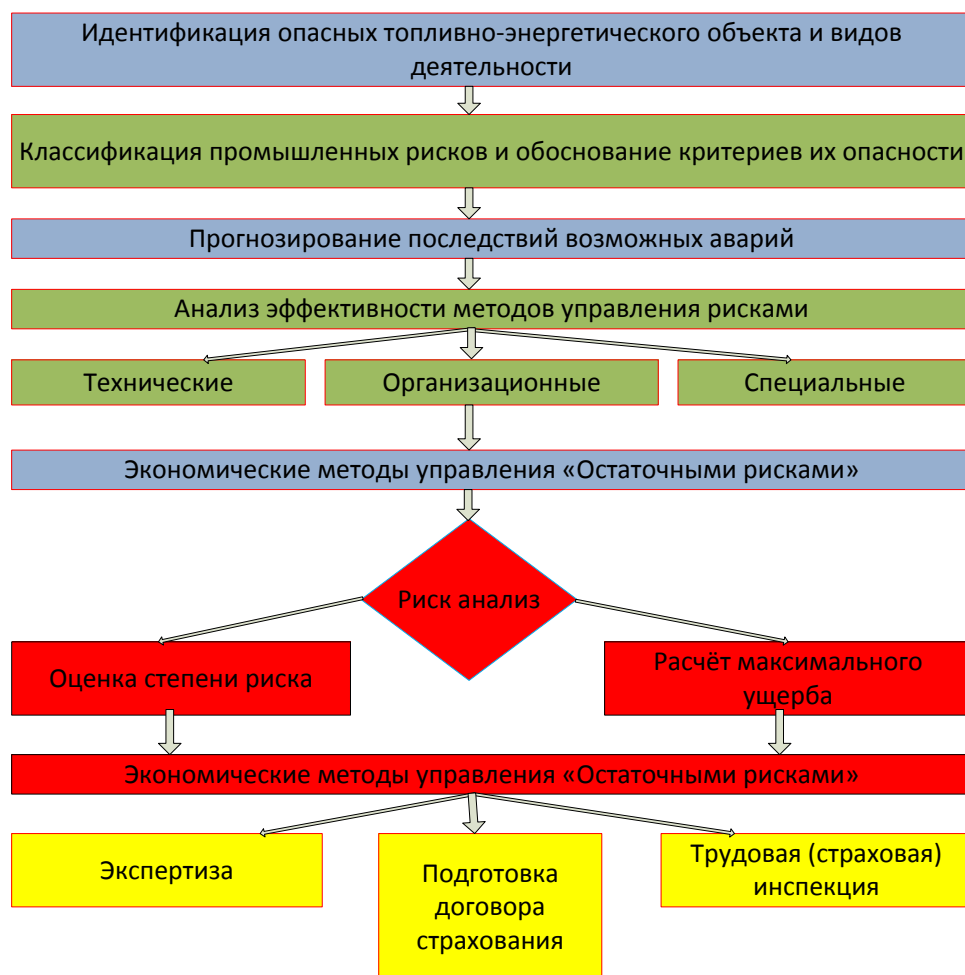 Идентификация опасных топливно-энергетического объекта и видов
деятельности
Классификация промышленных рисков и обоснование критериев их опасности
Прогнозирование последствий возможных аварий
Анализ эффективности методов управления рисками
Технические
Организационные
Специальные
Экономические методы управления «Остаточными рисками»
Риск анализ
Оценка степени риска
Расчёт максимального
ущерба
Экономические методы управления «Остаточными рисками»
Экспертиза
Подготовка
договора
страхования
Трудовая (страховая)
инспекция